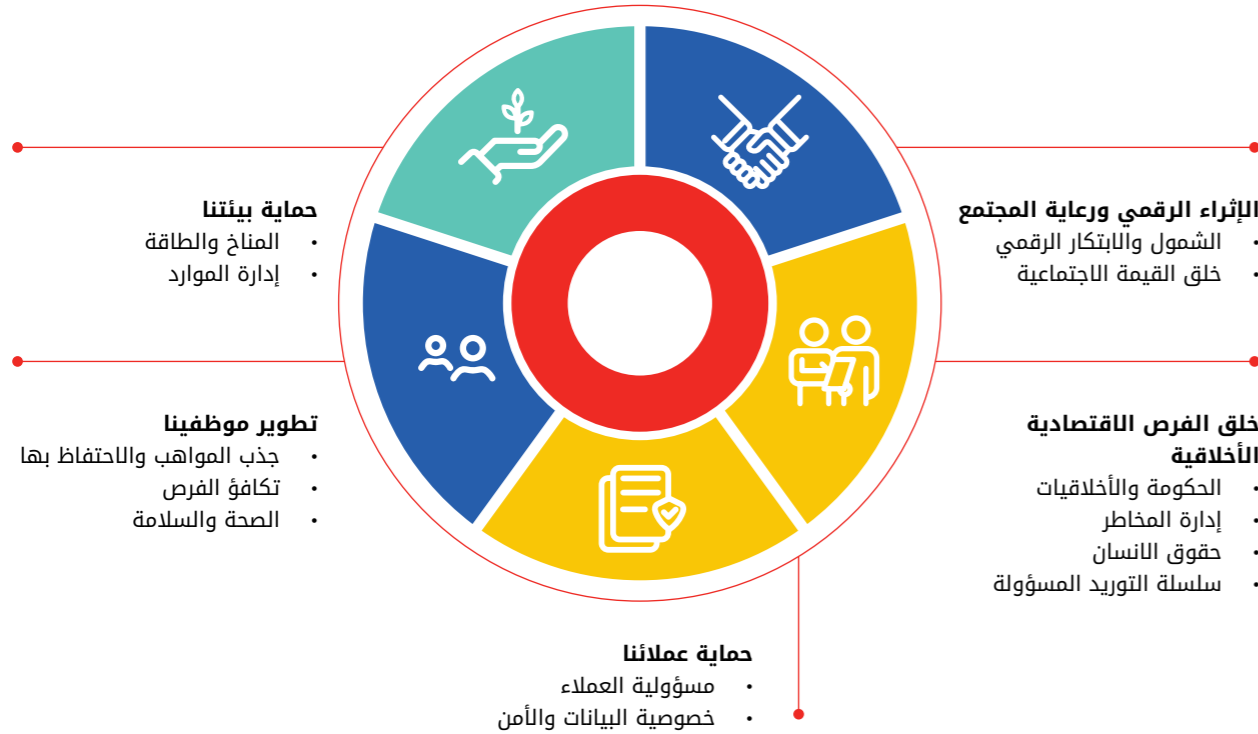 الإثراء الرقمي ورعاية المجتمع
• الشمول والابتكار الرقمي
• خلق القيمة الاجتماعية
خلق الفرص الاقتصادية
الأخلاقية
• الحكومة والأخلاقيات
• إدارة المخاطر
• حقوق الانسان
• سلسلة التوريد المسؤولة
حماية عملائنا
• مسؤولية العملاء
• خصوصية البيانات والأمن
تطوير موظفينا
• جذب المواهب والاحتفاظ بها
• تكافؤ الفرص
• الصحة والسلامة
حماية بيئتنا
• المناخ والطاقة
• إدارة الموارد